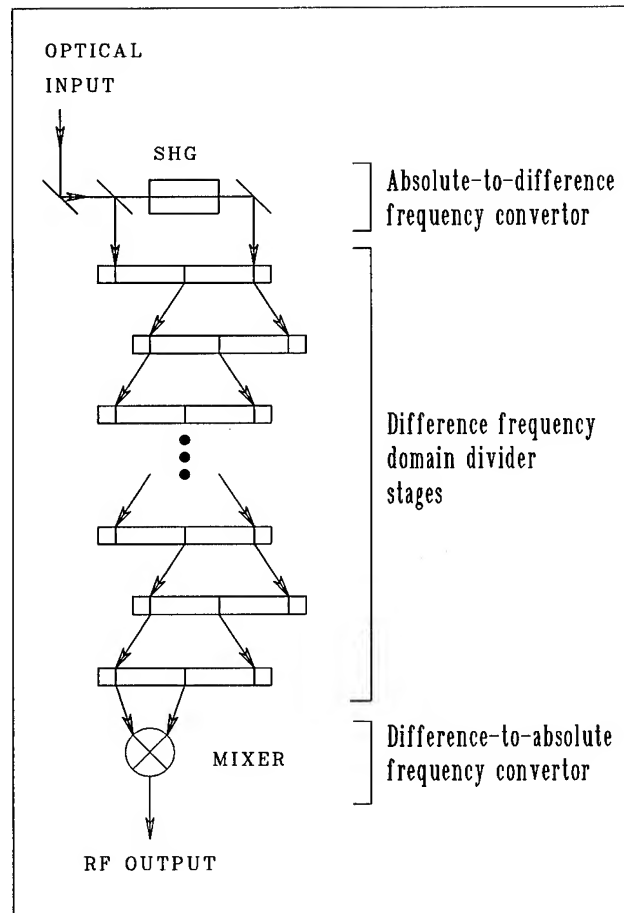 OPTICAL
INPUT
SHG
Absolute-to-difference
frequency convertor
Difference frequency
domain divider
stages
MIXER
Difference-to-absolute
frequency convertor
RF OUTPUT